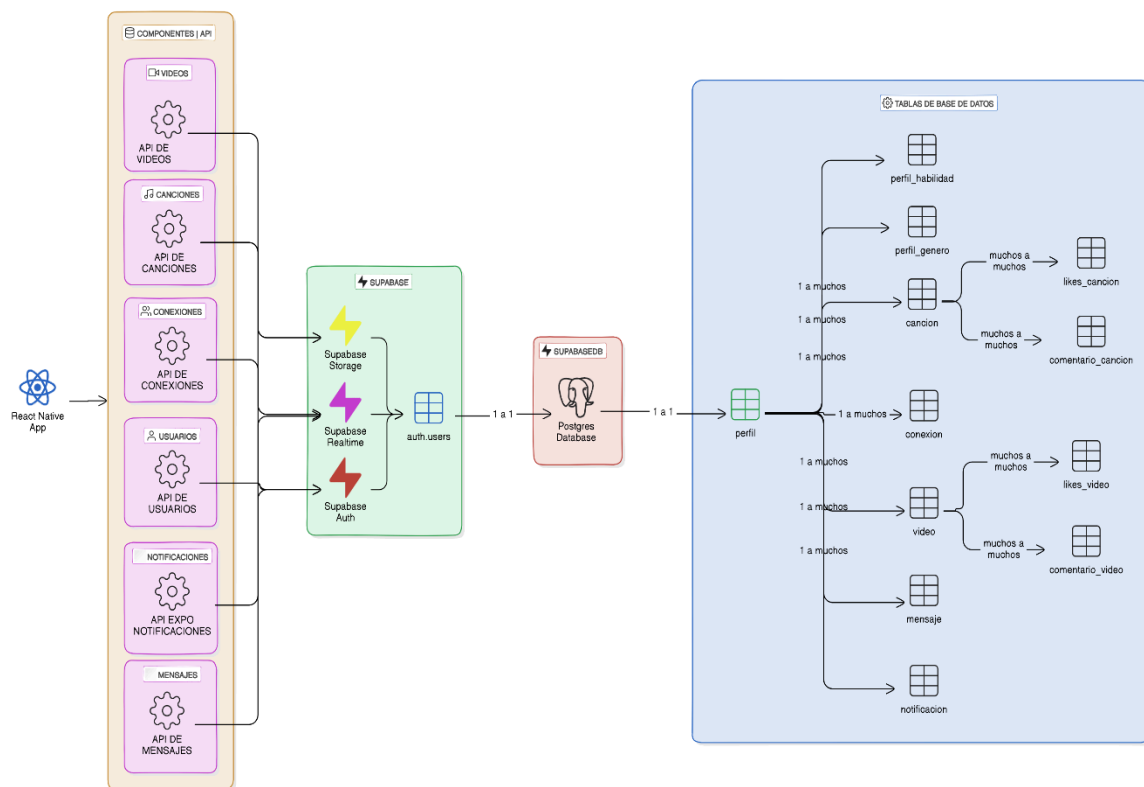 COMPONENTES | API
VIDEOS
API DE
VIDEOS
CANCIONES
API DE
CANCIONES
CONEXIONES
API DE
CONEXIONES
USUARIOS
API DE
USUARIOS
NOTIFICACIONES
API EXPO
NOTIFICACIONES
MENSAJES
API DE
MENSAJES
React Native
App
SUPABASE
Supabase
Storage
Supabase
Realtime
Supabase
Auth
auth.users
1 a 1
SUPABASEDB
Postgres
Database
1 a 1
TABLAS DE BASE DE DATOS
perfil
perfil_habilidad
perfil_genero
1 a muchos
cancion
1 a muchos
1 a muchos
muchos a
muchos
likes_cancion
muchos a
muchos
comentario_cancion
1 a muchos
conexion
1 a muchos
1 a muchos
video
muchos a
muchos
likes_video
muchos a
muchos
comentario_video
1 a muchos
mensaje
notificacion